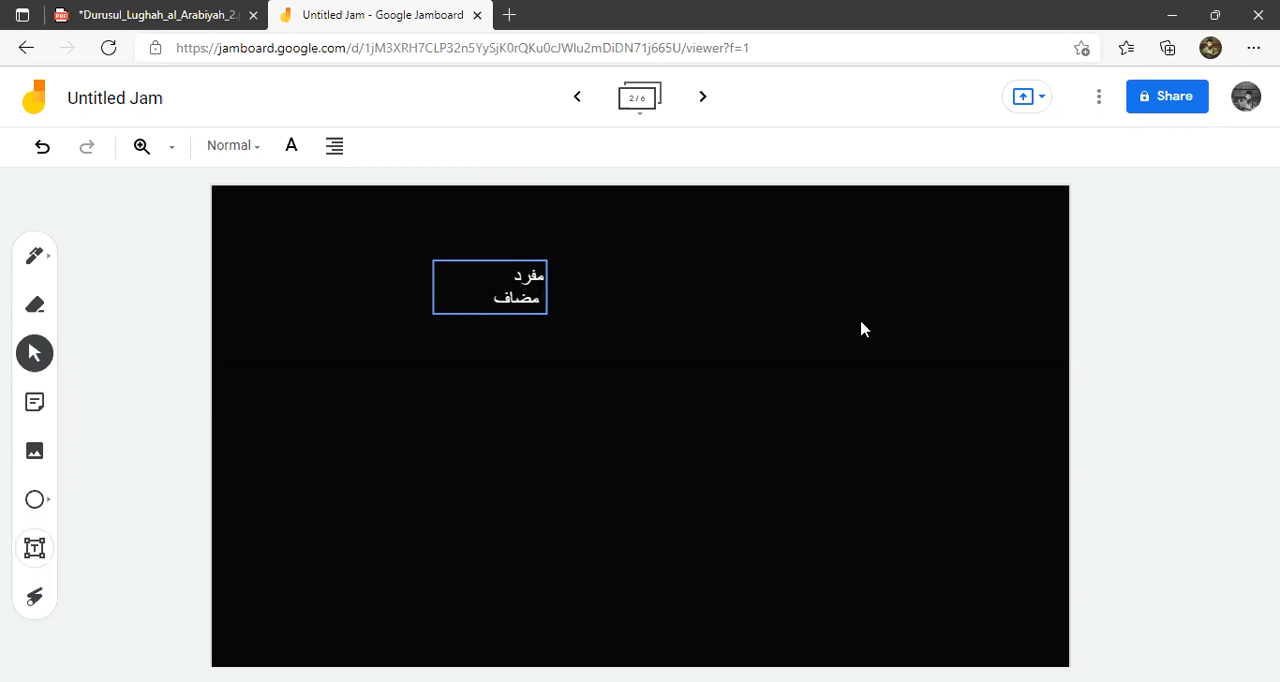 *Durusul_Lughah_al_Arabiyah_2.
Untitled Jam - Google Jamboard
https://jamboard.google.com/d/1jM3XRH7CLP32n5YySjK0rQKu0cJWlu2mDiDN71j665U/viewer?f=1
Untitled Jam
2 / 6
Share
Normal
مفرد
مضاف